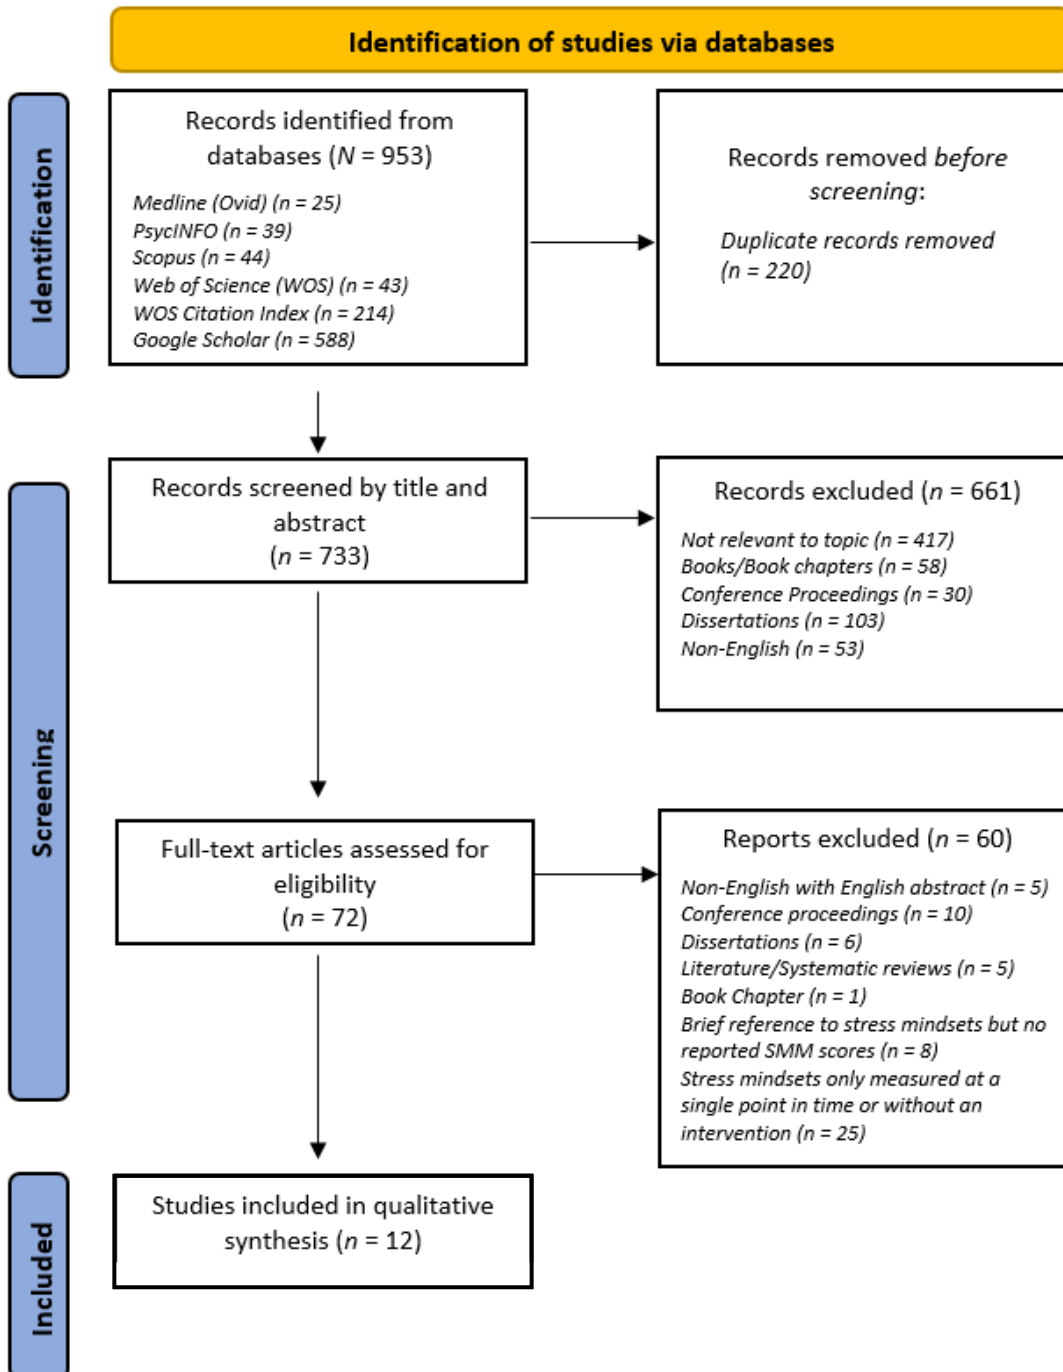 Identification of studies via databases
Identification
Records identified from
databases (N = 953)
Medline (Ovid) (n = 25)
PsycINFO (n = 39)
Scopus (n = 44)
Web of Science (WOS) (n = 43)
WOS Citation Index (n = 214)
Google Scholar (n = 588)
Records removed before
screening:
Duplicate records removed
(n = 220)
Screening
Records screened by title and
abstract
(n = 733)
Records excluded (n = 661)
Not relevant to topic (n = 417)
Books/Book chapters (n = 58)
Conference Proceedings (n = 30)
Dissertations (n = 103)
Non-English (n = 53)
Full-text articles assessed for
eligibility
(n = 72)
Reports excluded (n = 60)
Non-English with English abstract (n = 5)
Conference proceedings (n = 10)
Dissertations (n = 6)
Literature/Systematic reviews (n = 5)
Book Chapter (n = 1)
Brief reference to stress mindsets but no
reported SMM scores (n = 8)
Stress mindsets only measured at a
single point in time or without an
intervention (n = 25)
Included
Studies included in qualitative
synthesis (n = 12)